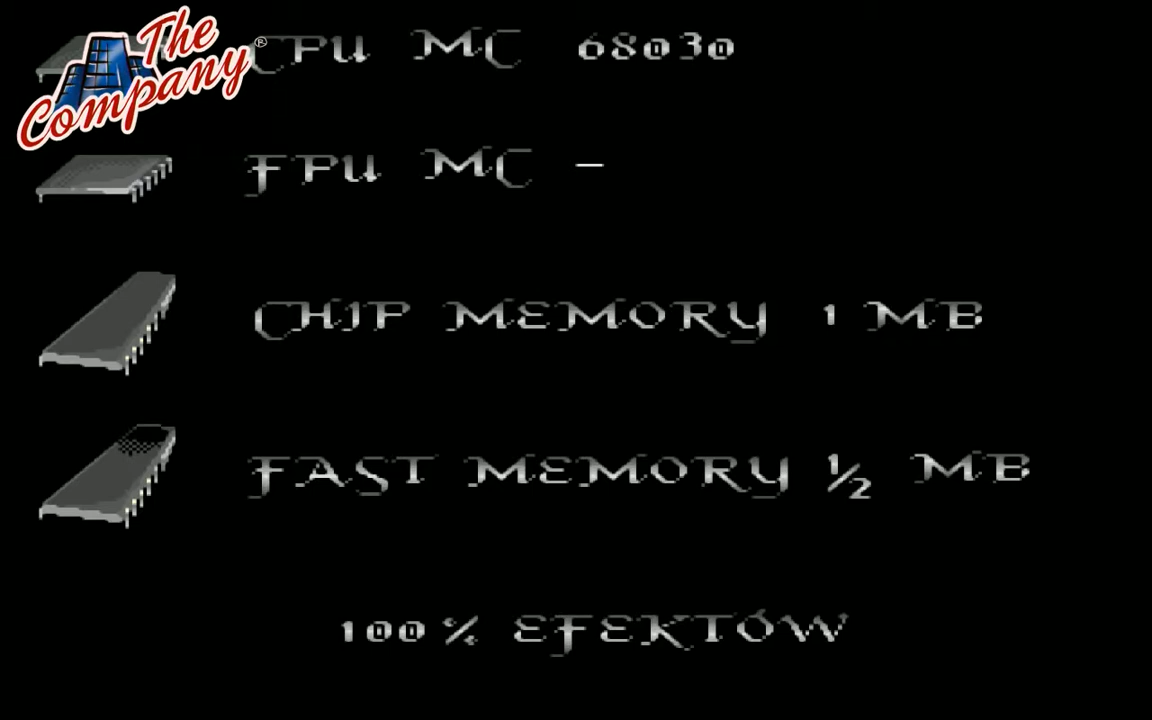 The Company®
CPU MC 68030
FPU MC -
CHIP MEMORY 1 MB
FAST MEMORY ½ MB
100% EFEKTÓW